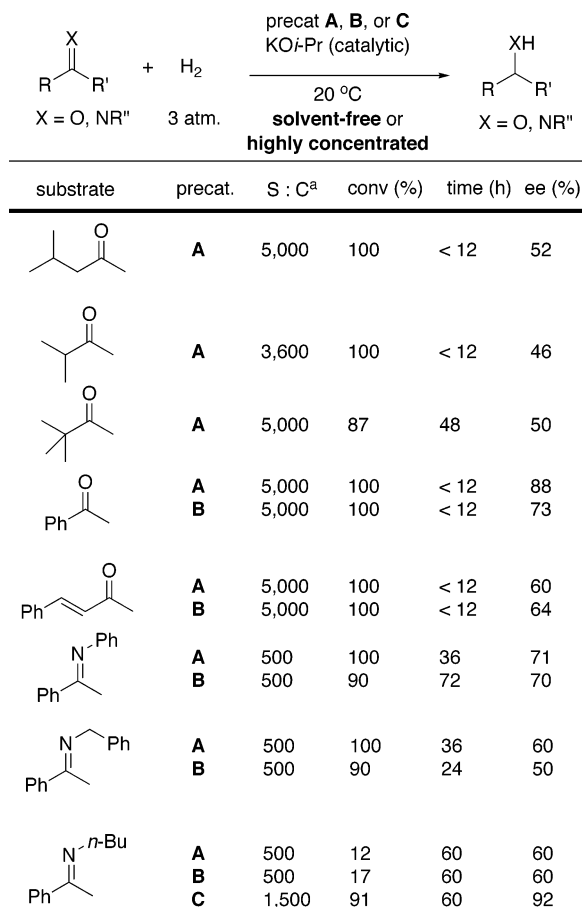 X
R R'
+ H2
precat A, B, or C
KOi-Pr (catalytic)
20 °C
solvent-free or
highly concentrated
XH
R R'
X = O, NR" 3 atm. X = O, NR"
substrate precat. S : Cᵃ conv (%) time (h) ee (%)
O
A 5,000 100 < 12 52
O
A 3,600 100 < 12 46
O
A 5,000 87 48 50
O
Ph
A 5,000 100 < 12 88
B 5,000 100 < 12 73
O
Ph
A 5,000 100 < 12 60
B 5,000 100 < 12 64
N Ph
Ph
A 500 100 36 71
B 500 90 72 70
N Ph
Ph
A 500 100 36 60
B 500 90 24 50
N n-Bu
Ph
A 500 12 60 60
B 500 17 60 60
C 1,500 91 60 92